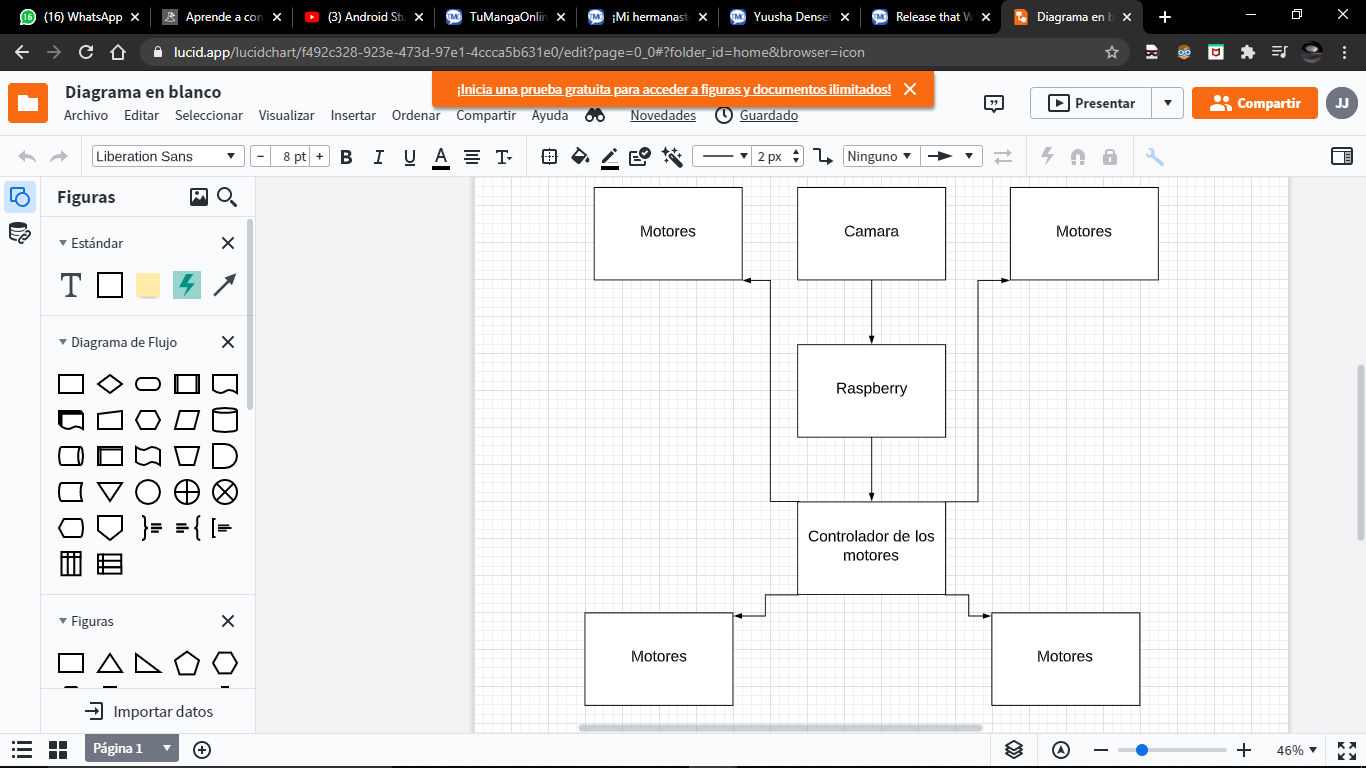 (16) WhatsApp
Aprende a con
(3) Android Stu
TuMangaOnlin
¡Mi hermanast
Yuusha Denset
Release that W
Diagrama en b
lucid.app/lucidchart/f492c328-923e-473d-97e1-4ccca5b631e0/edit?page=0_0#?folder_id=home&browser=icon
Diagrama en blanco
¡Inicia una prueba gratuita para acceder a figuras y documentos ilimitados!
Archivo Editar Seleccionar Visualizar Insertar Ordenar Compartir Ayuda Novedades Guardado
Presentar
Compartir
JJ
Liberation Sans
8 pt
2 px
Ninguno
Figuras
Estándar
Diagrama de Flujo
Figuras
Importar datos
Motores
Camara
Motores
Raspberry
Controlador de los
motores
Motores
Motores
Página 1
46%